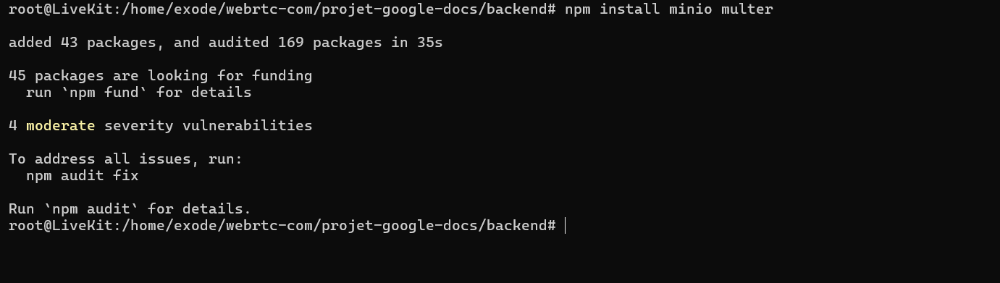 root@LiveKit:/home/exode/webrtc-com/projet-google-docs/backend# npm install minio multer
added 43 packages, and audited 169 packages in 35s
45 packages are looking for funding
  run `npm fund` for details
4 moderate severity vulnerabilities
To address all issues, run:
  npm audit fix
Run `npm audit` for details.
root@LiveKit:/home/exode/webrtc-com/projet-google-docs/backend#